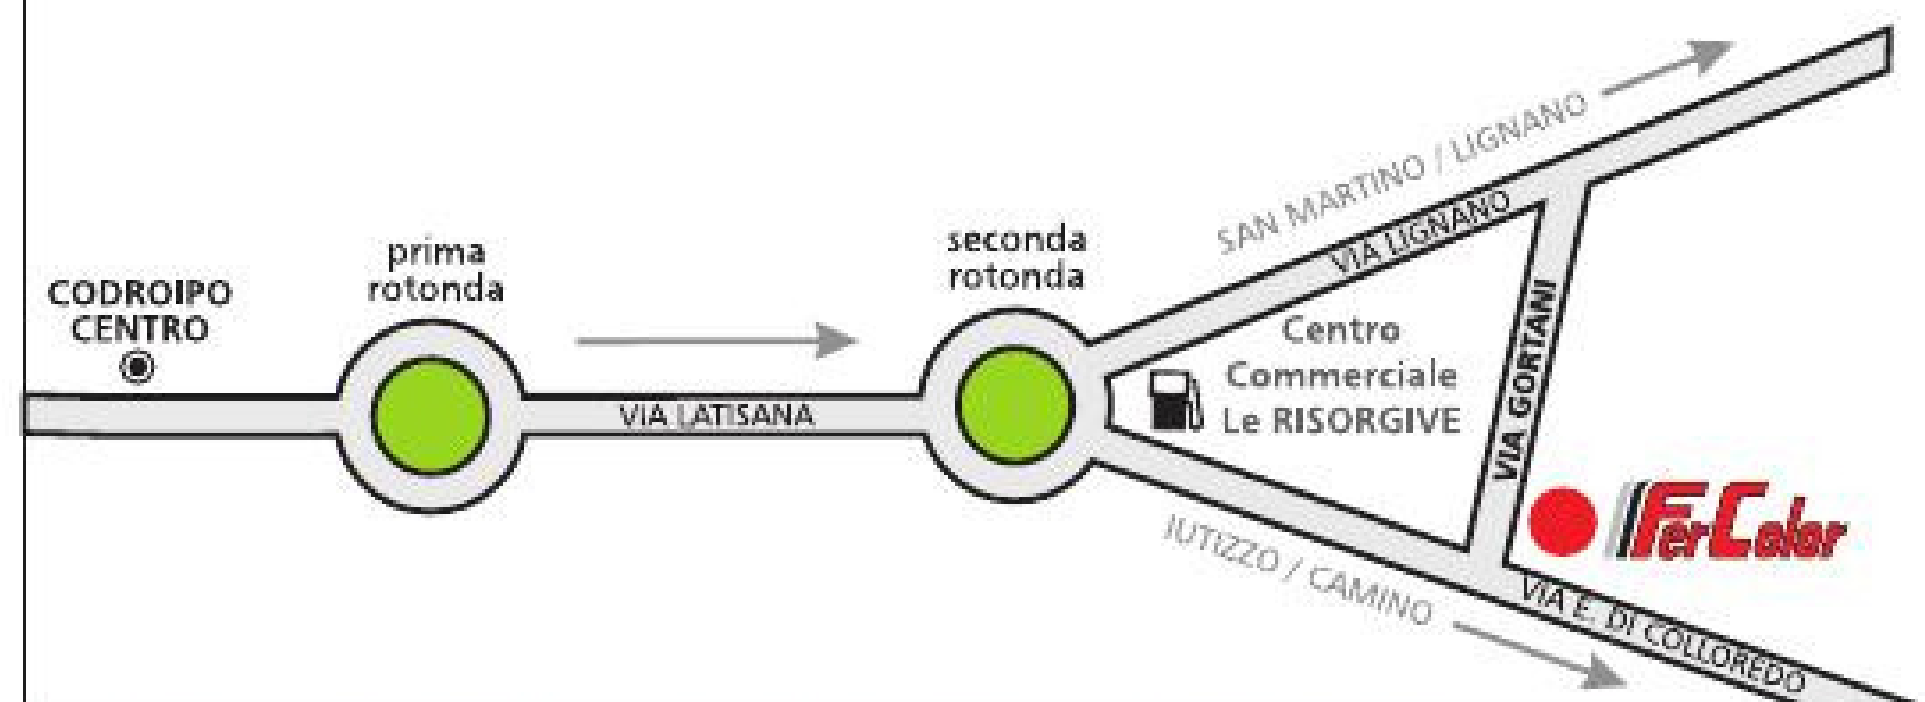 CODROIPO
CENTRO
prima
rotonda
VIA LATISANA
seconda
rotonda
SAN MARTINO / LIGNANO
VIA LIGNANO
Centro
Commerciale
Le RISORGIVE
VIA GORTANI
FerColor
IUTIZZO / CAMINO
VIA E. DI COLLOREDO